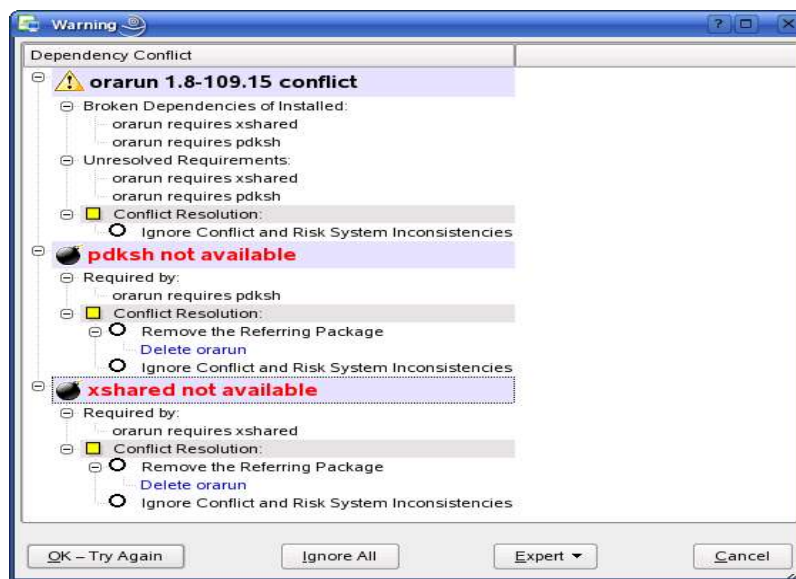 Warning
Dependency Conflict
orarun 1.8-109.15 conflict
Broken Dependencies of Installed:
orarun requires xshared
orarun requires pdksh
Unresolved Requirements:
orarun requires xshared
orarun requires pdksh
Conflict Resolution:
Ignore Conflict and Risk System Inconsistencies
pdksh not available
Required by:
orarun requires pdksh
Conflict Resolution:
Remove the Referring Package
Delete orarun
Ignore Conflict and Risk System Inconsistencies
xshared not available
Required by:
orarun requires xshared
Conflict Resolution:
Remove the Referring Package
Delete orarun
Ignore Conflict and Risk System Inconsistencies
OK – Try Again Ignore All Expert Cancel